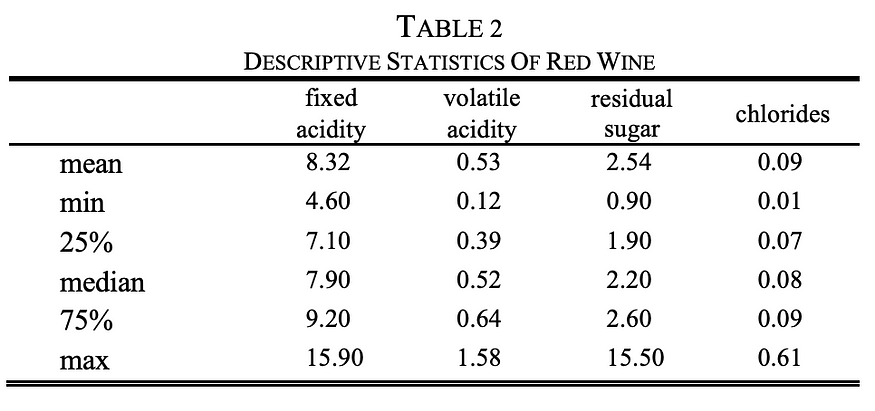 TABLE 2
DESCRIPTIVE STATISTICS OF RED WINE
fixed acidity volatile acidity residual sugar chlorides
mean 8.32 0.53 2.54 0.09
min 4.60 0.12 0.90 0.01
25% 7.10 0.39 1.90 0.07
median 7.90 0.52 2.20 0.08
75% 9.20 0.64 2.60 0.09
max 15.90 1.58 15.50 0.61